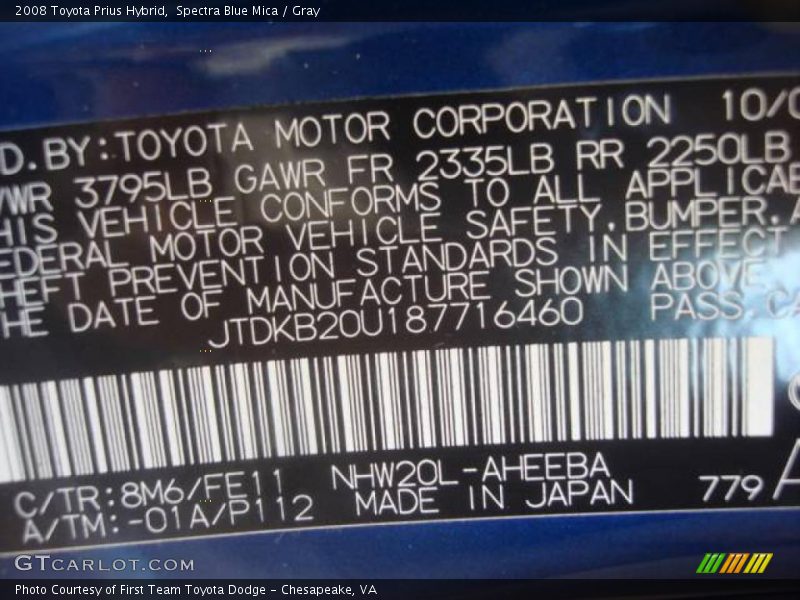 2008 Toyota Prius Hybrid,  Spectra Blue Mica / Gray
D.BY:TOYOTA MOTOR CORPORATION 10/0
VWR 3795LB GAWR FR 2335LB RR 2250LB
HIS VEHICLE CONFORMS TO ALL APPLICAB
EDERAL MOTOR VEHICLE SAFETY,BUMPER,A
HEFT PREVENTION STANDARDS IN EFFECT
HE DATE OF MANUFACTURE SHOWN ABOVE.
JTDKB20U187716460 PASS.CA
C/TR:8M6/FE11 NHW20L-AHEEBA
A/TM:-01A/P112 MADE IN JAPAN 779 A
GTCARLOT.COM
Photo Courtesy of First Team Toyota Dodge - Chesapeake, VA